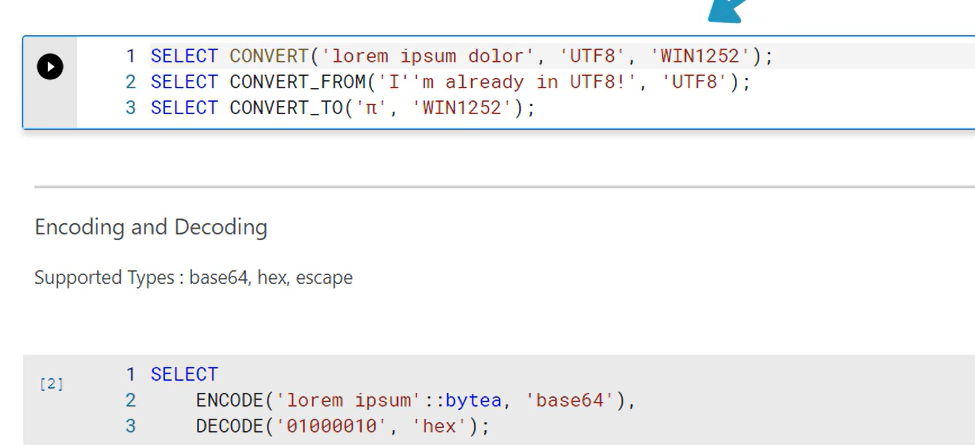 1 SELECT CONVERT('lorem ipsum dolor', 'UTF8', 'WIN1252');
2 SELECT CONVERT_FROM('I''m already in UTF8!', 'UTF8');
3 SELECT CONVERT_TO('π', 'WIN1252');
Encoding and Decoding
Supported Types : base64, hex, escape
[2] 1 SELECT
2 ENCODE('lorem ipsum'::bytea, 'base64'),
3 DECODE('01000010', 'hex');